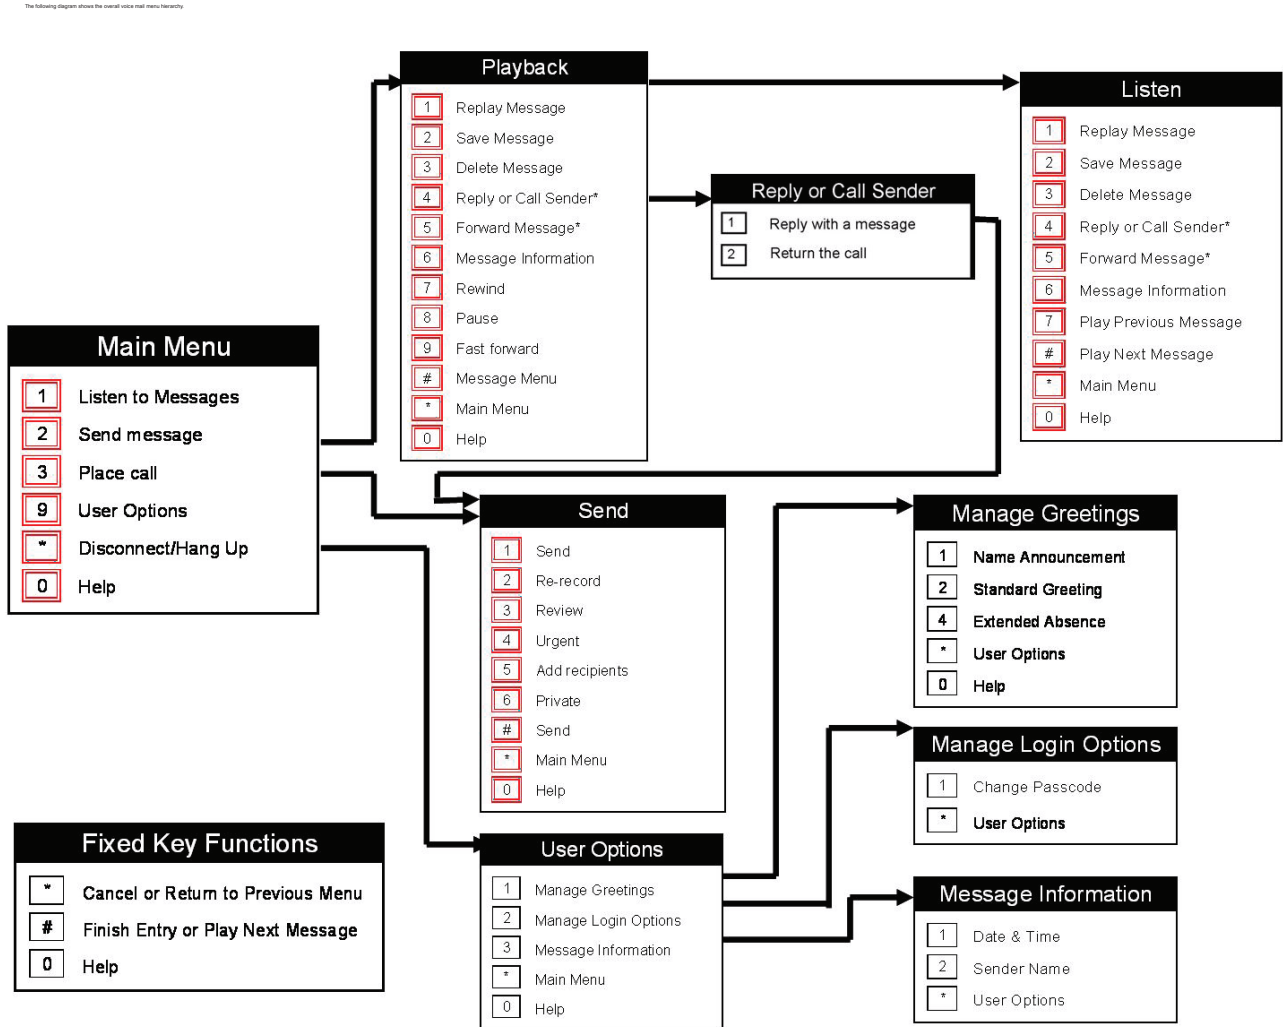 The following diagram shows the overall voice mail menu hierarchy.
Playback
1 Replay Message
2 Save Message
3 Delete Message
4 Reply or Call Sender*
5 Forward Message*
6 Message Information
7 Rewind
8 Pause
9 Fast forward
# Message Menu
* Main Menu
0 Help
Listen
1 Replay Message
2 Save Message
3 Delete Message
4 Reply or Call Sender*
5 Forward Message*
6 Message Information
7 Play Previous Message
# Play Next Message
* Main Menu
0 Help
Reply or Call Sender
1 Reply with a message
2 Return the call
Main Menu
1 Listen to Messages
2 Send message
3 Place call
9 User Options
* Disconnect/Hang Up
0 Help
Send
1 Send
2 Re-record
3 Review
4 Urgent
5 Add recipients
6 Private
# Send
* Main Menu
0 Help
Manage Greetings
1 Name Announcement
2 Standard Greeting
4 Extended Absence
* User Options
0 Help
Manage Login Options
1 Change Passcode
* User Options
Fixed Key Functions
* Cancel or Return to Previous Menu
# Finish Entry or Play Next Message
0 Help
User Options
1 Manage Greetings
2 Manage Login Options
3 Message Information
* Main Menu
0 Help
Message Information
1 Date & Time
2 Sender Name
* User Options